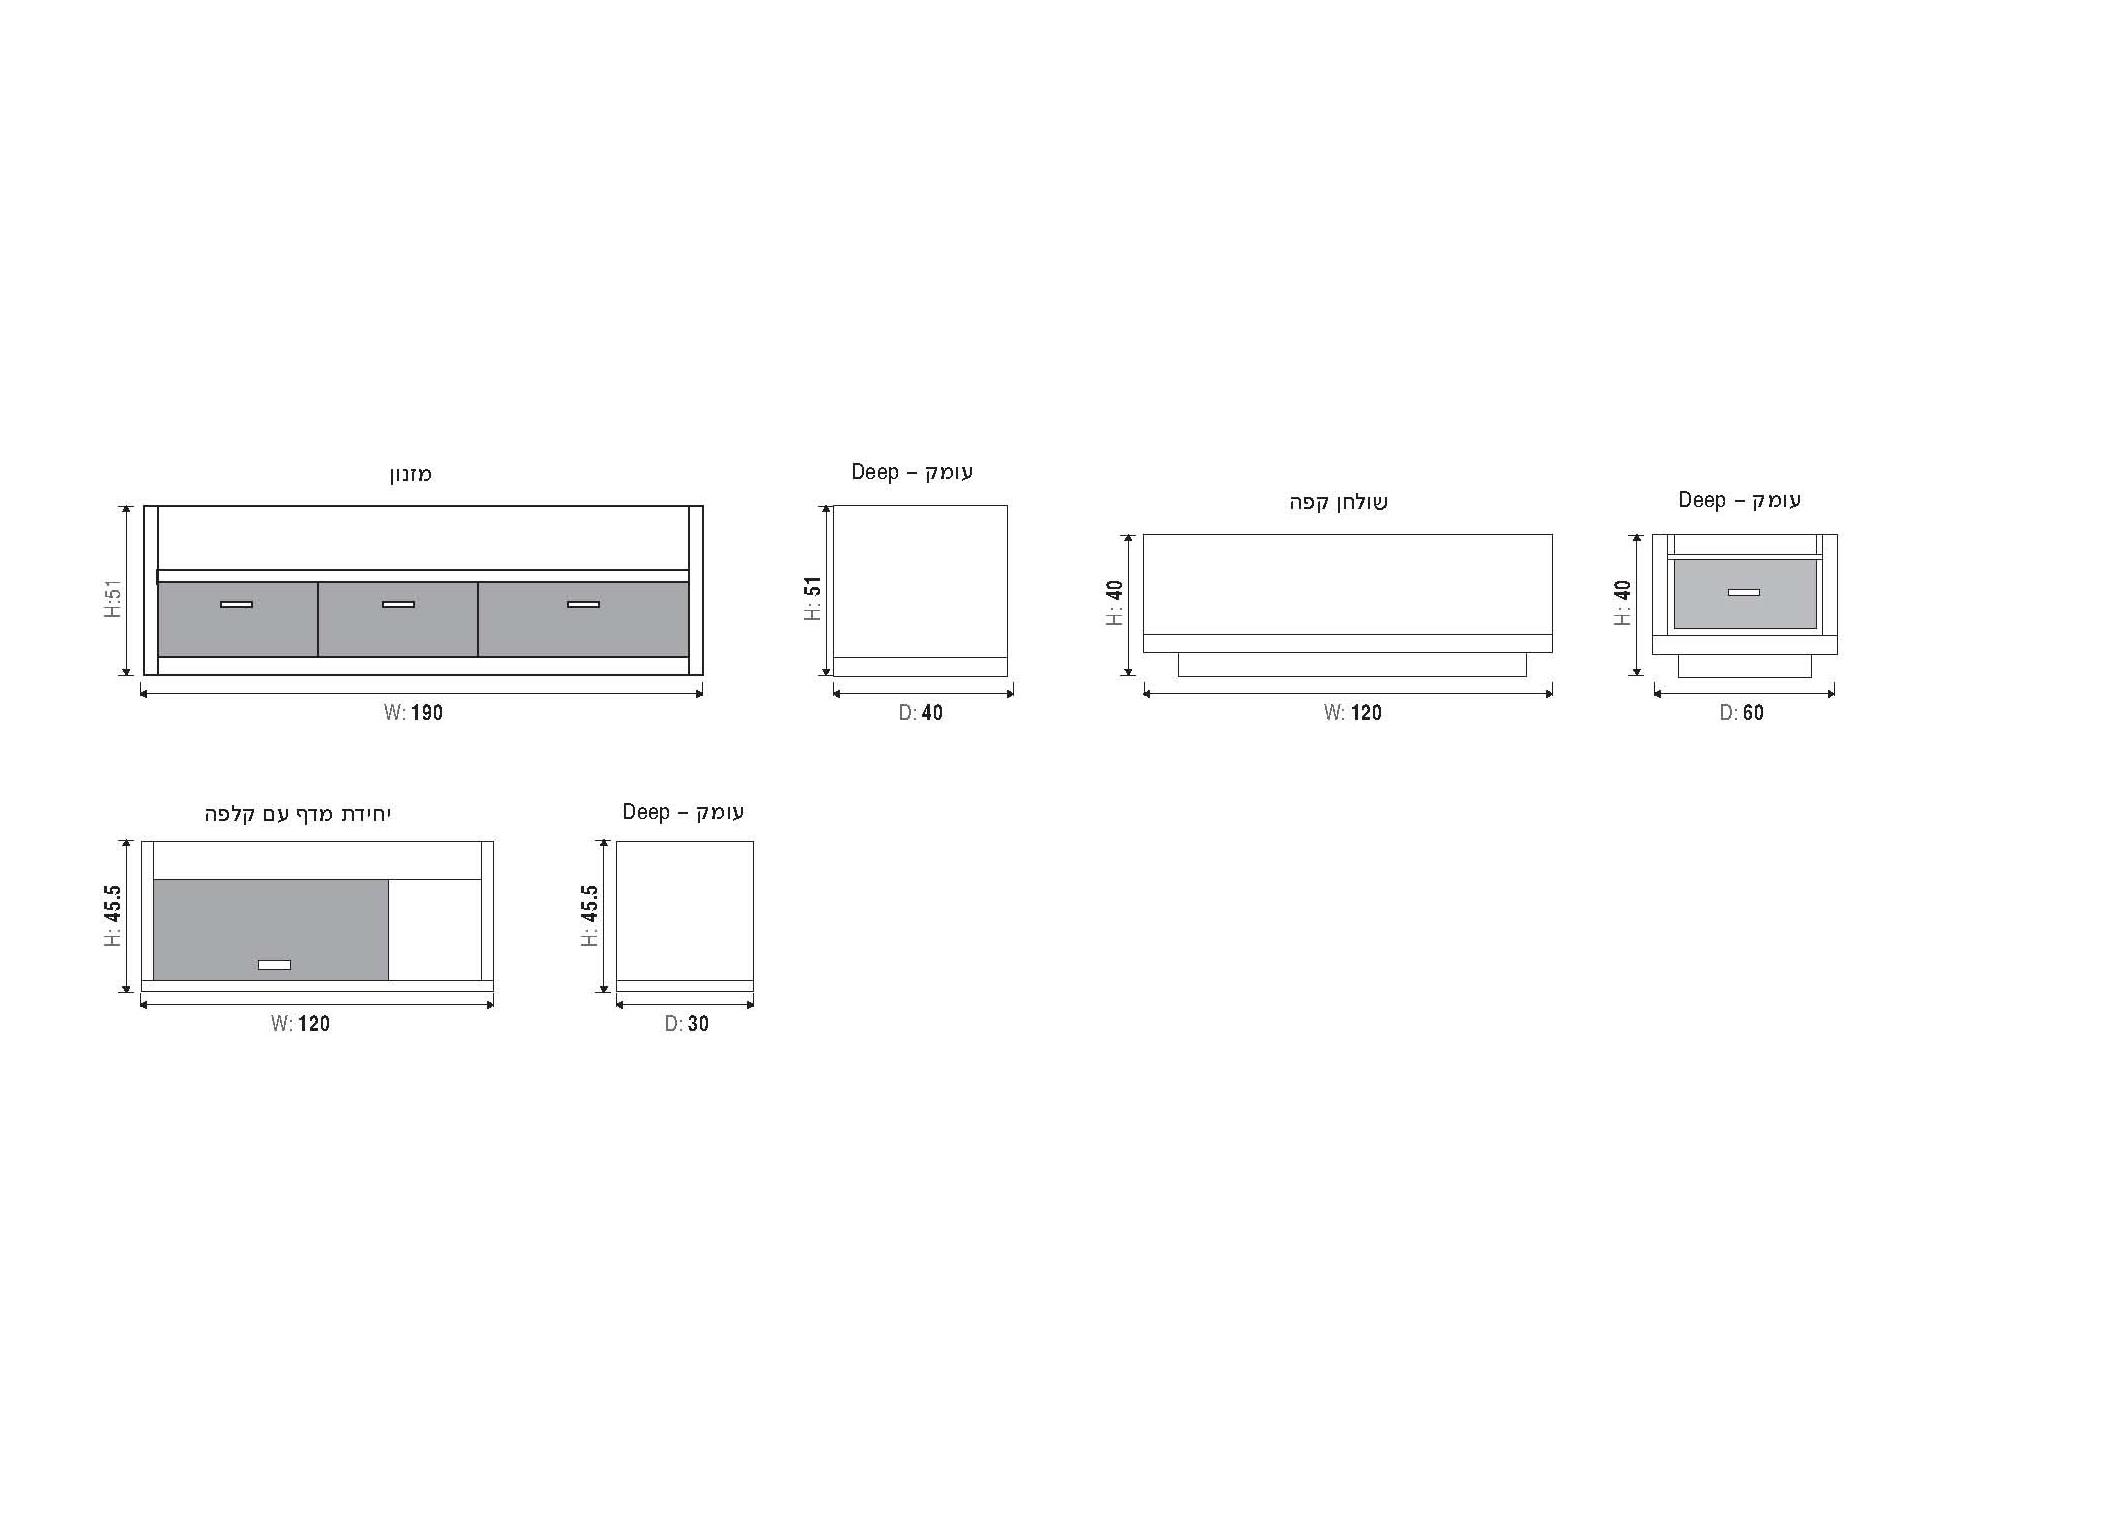 מזנון
עומק – Deep
H:51
W: 190
H: 51
D: 40
שולחן קפה
עומק – Deep
H: 40
W: 120
H: 40
D: 60
יחידת מדף עם קלפה
עומק – Deep
H: 45.5
W: 120
H: 45.5
D: 30